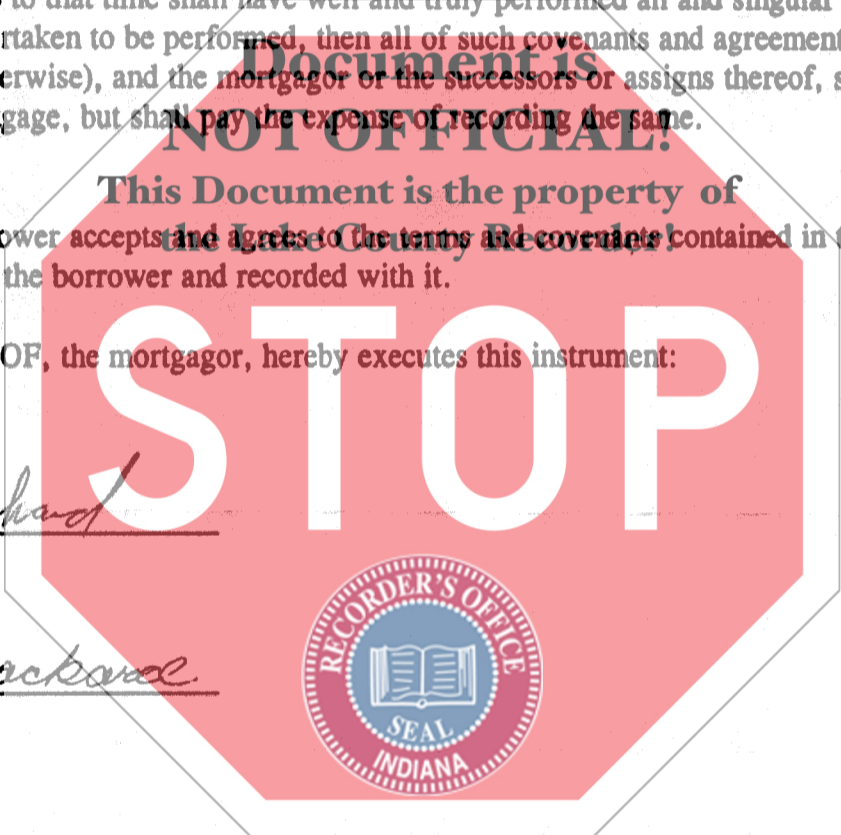 to that time shall have well and truly performed all and singular
rtaken to be performed, then all of such covenants and agreement
Document is
erwise), and the mortgagor or the successors or assigns thereof, s
gage, but shall pay the expense of recording the same.
NOT OFFICIAL!
This Document is the property of
the Lake County Recorder!
ower accepts and agrees to the terms and covenants contained in t
the borrower and recorded with it.
OF, the mortgagor, hereby executes this instrument:
STOP
hard
ackard
RECORDER'S OFFICE
SEAL
INDIANA